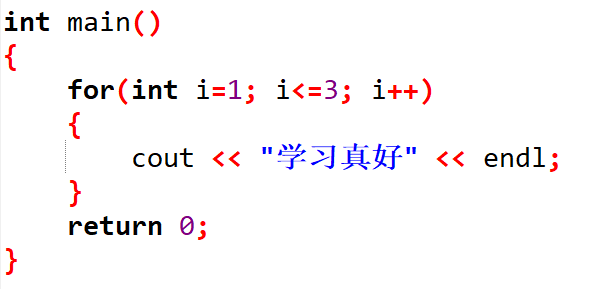 int main()
{
    for(int i=1; i<=3; i++)
    {
        cout << "学习真好" << endl;
    }
    return 0;
}